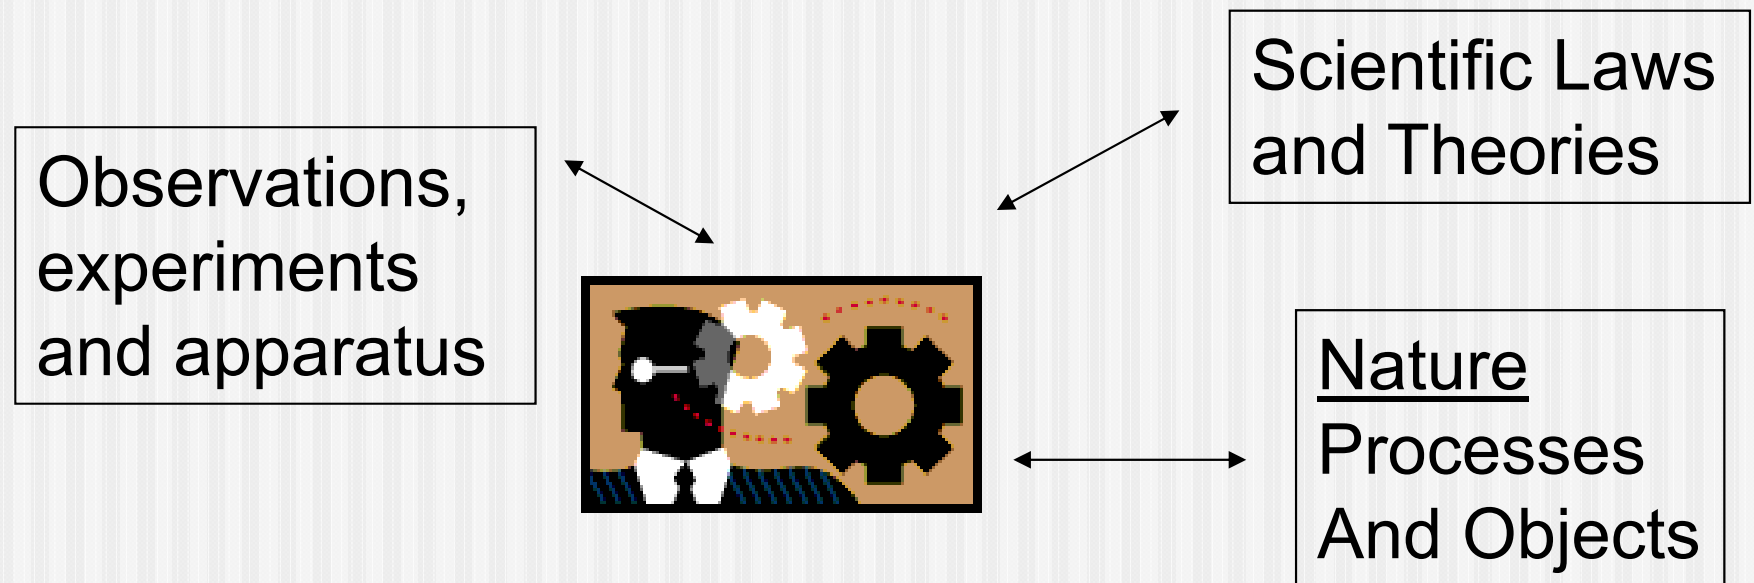 Observations,
experiments
and apparatus
Scientific Laws
and Theories
Nature
Processes
And Objects